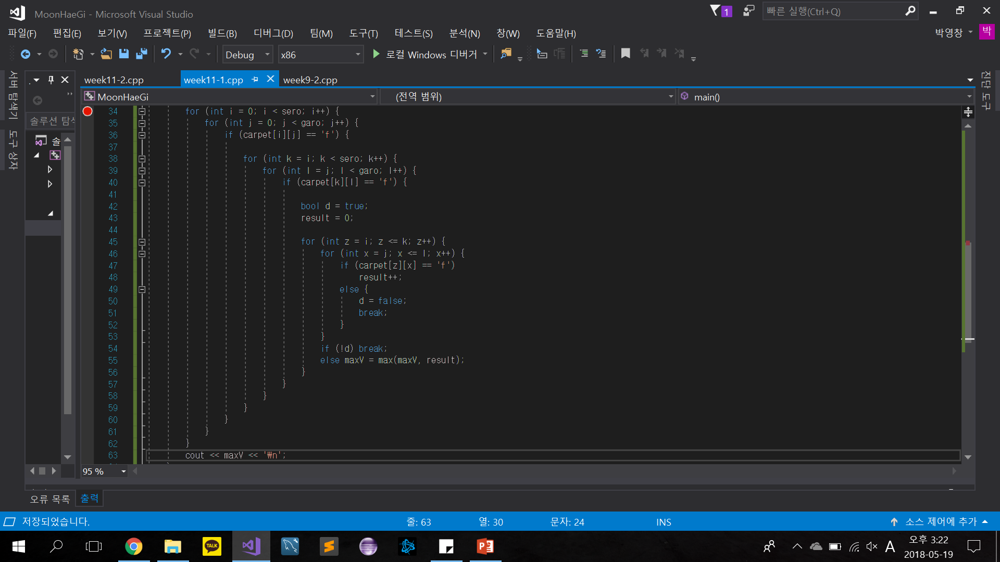 MoonHaeGi - Microsoft Visual Studio
1
빠른 실행(Ctrl+Q)
파일(F) 편집(E) 보기(V) 프로젝트(P) 빌드(B) 디버그(D) 팀(M) 도구(T) 테스트(S) 분석(N) 창(W) 도움말(H)
박영창 박
Debug x86 로컬 Windows 디버거
서버 탐색기
도구 상자
진단 도구
week11-2.cpp week11-1.cpp week9-2.cpp
MoonHaeGi (전역 범위) main()
솔루션 탐색
솔
34 for (int i = 0; i < sero; i++) {
35 for (int j = 0; j < garo; j++) {
36 if (carpet[i][j] == 'f') {
37
38 for (int k = i; k < sero; k++) {
39 for (int l = j; l < garo; l++) {
40 if (carpet[k][l] == 'f') {
41
42 bool d = true;
43 result = 0;
44
45 for (int z = i; z <= k; z++) {
46 for (int x = j; x <= l; x++) {
47 if (carpet[z][x] == 'f')
48 result++;
49 else {
50 d = false;
51 break;
52 }
53 }
54 if (!d) break;
55 else maxV = max(maxV, result);
56 }
57 }
58 }
59 }
60 }
61 }
62 }
63 cout << maxV << '₩n';
95 %
오류 목록 출력
저장되었습니다. 줄: 63 열: 30 문자: 24 INS 소스 제어에 추가
TALK
A
오후 3:22
2018-05-19